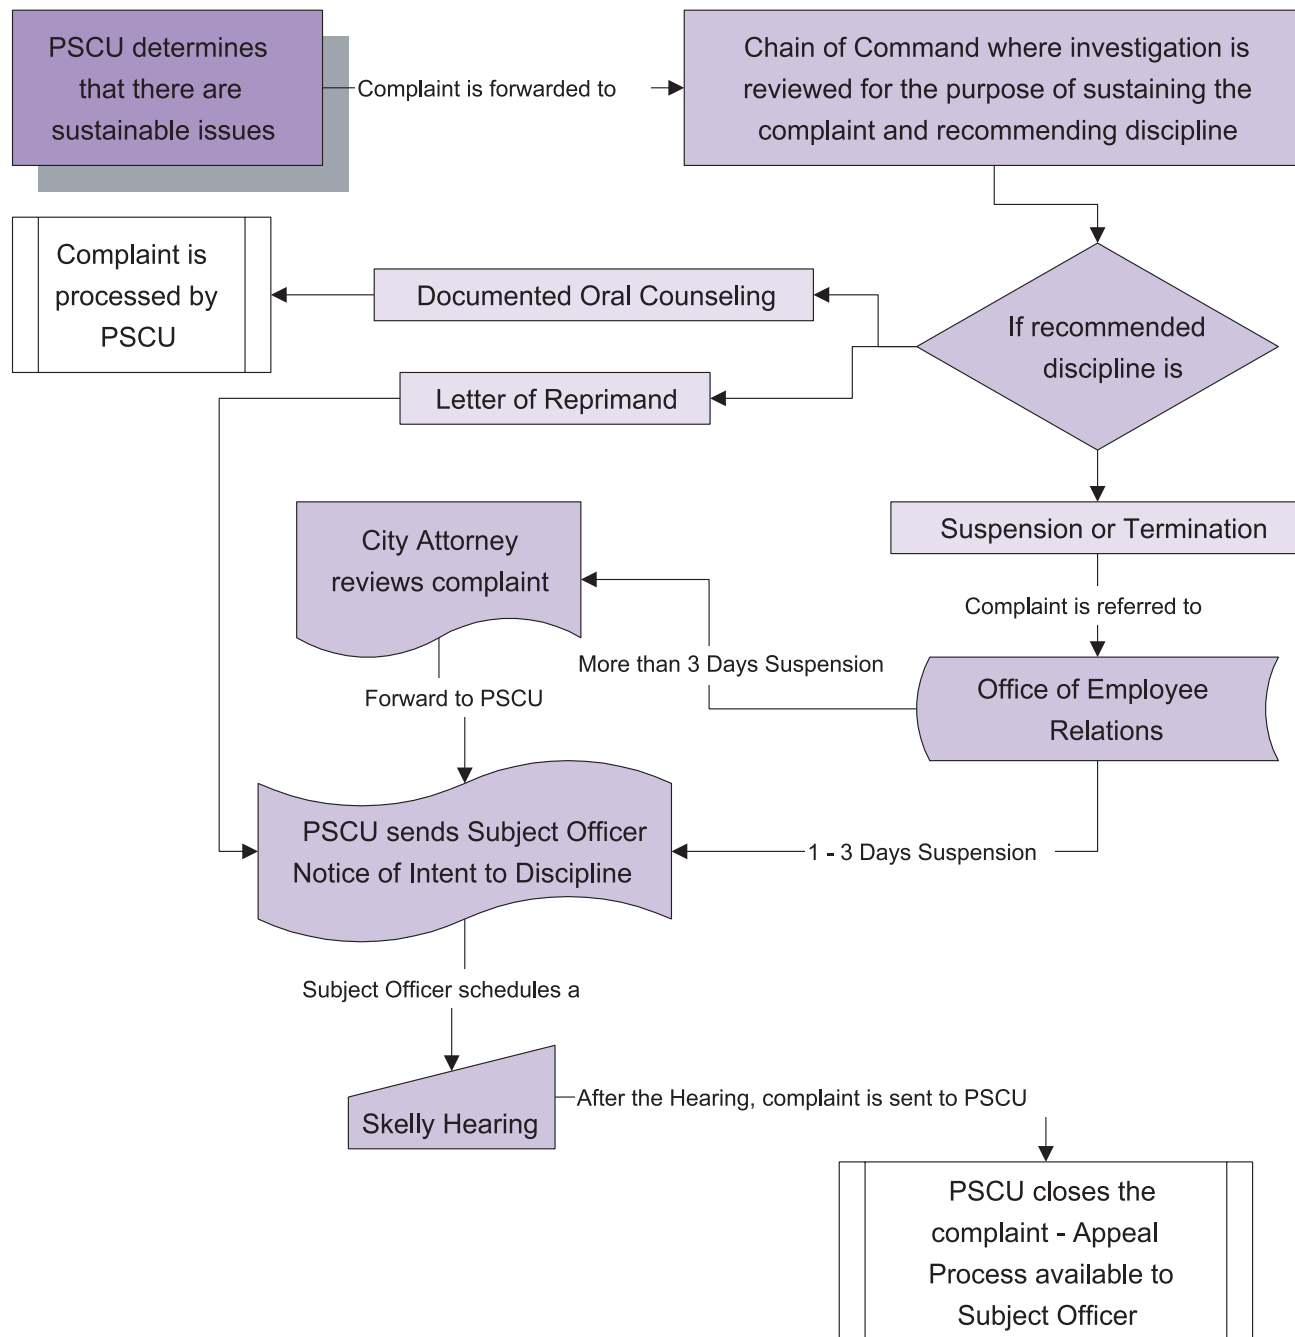 PSCU determines
that there are
sustainable issues
Complaint is forwarded to
Chain of Command where investigation is
reviewed for the purpose of sustaining the
complaint and recommending discipline
Complaint is
processed by
PSCU
Documented Oral Counseling
If recommended
discipline is
Letter of Reprimand
Suspension or Termination
City Attorney
reviews complaint
Complaint is referred to
More than 3 Days Suspension
Office of Employee
Relations
Forward to PSCU
PSCU sends Subject Officer
Notice of Intent to Discipline
1 - 3 Days Suspension
Subject Officer schedules a
Skelly Hearing
After the Hearing, complaint is sent to PSCU
PSCU closes the
complaint - Appeal
Process available to
Subject Officer